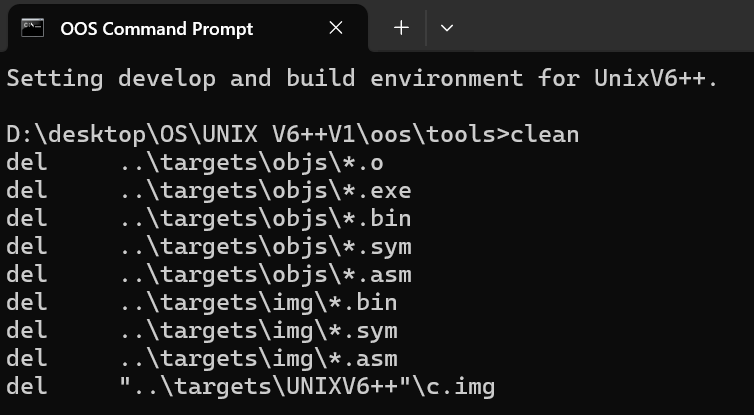 OOS Command Prompt
Setting develop and build environment for UnixV6++.
D:\desktop\OS\UNIX V6++V1\oos\tools>clean
del     ..\targets\objs\*.o
del     ..\targets\objs\*.exe
del     ..\targets\objs\*.bin
del     ..\targets\objs\*.sym
del     ..\targets\objs\*.asm
del     ..\targets\img\*.bin
del     ..\targets\img\*.sym
del     ..\targets\img\*.asm
del     "..\targets\UNIXV6++"\c.img